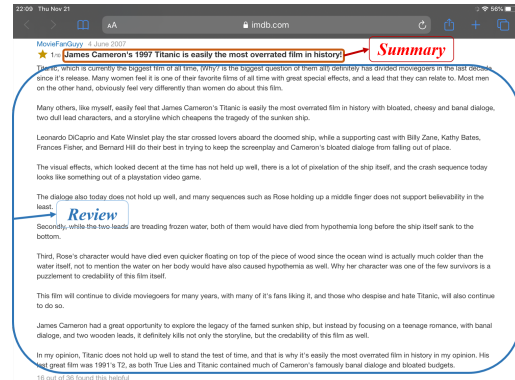 22:09 Thu Nov 21
56%
AA
imdb.com
MovieFanGuy 4 June 2007
1/10 James Cameron's 1997 Titanic is easily the most overrated film in history!
Summary
Titanic, which is currently the biggest film of all time, (Why? is the biggest question of them all!) definitely has divided moviegoers in the last decade
since it's release. Many women feel it is one of their favorite films of all time with great special effects, and a lead that they can relate to. Most men
on the other hand, obviously feel very differently than women do about this film.
Many others, like myself, easily feel that James Cameron's Titanic is easily the most overrated film in history with bloated, cheesy and banal dialoge,
two dull lead characters, and a storyline which cheapens the tragedy of the sunken ship.
Leonardo DiCaprio and Kate Winslet play the star crossed lovers aboard the doomed ship, while a supporting cast with Billy Zane, Kathy Bates,
Frances Fisher, and Bernard Hill do their best in trying to keep the screenplay and Cameron's bloated dialoge from falling out of place.
The visual effects, which looked decent at the time has not held up well, there is a lot of pixelation of the ship itself, and the crash sequence today
looks like something out of a playstation video game.
The dialoge also today does not hold up well, and many sequences such as Rose holding up a middle finger does not support believability in the
least.
Review
Secondly, while the two leads are treading frozen water, both of them would have died from hypothemia long before the ship itself sank to the
bottom.
Third, Rose's character would have died even quicker floating on top of the piece of wood since the ocean wind is actually much colder than the
water itself, not to mention the water on her body would have also caused hypothemia as well. Why her character was one of the few survivors is a
puzzlement to credability of this film itself.
This film will continue to divide moviegoers for many years, with many of it's fans liking it, and those who despise and hate Titanic, will also continue
to do so.
James Cameron had a great opportunity to explore the legacy of the famed sunken ship, but instead by focusing on a teenage romance, with banal
dialoge, and two wooden leads, it definitely kills not only the storyline, but the credability of this film as well.
In my opinion, Titanic does not hold up well to stand the test of time, and that is why it's easily the most overrated film in history in my opinion. His
last great film was 1991's T2, as both True Lies and Titanic contained much of Cameron's famously banal dialoge and bloated budgets.
16 out of 36 found this helpful